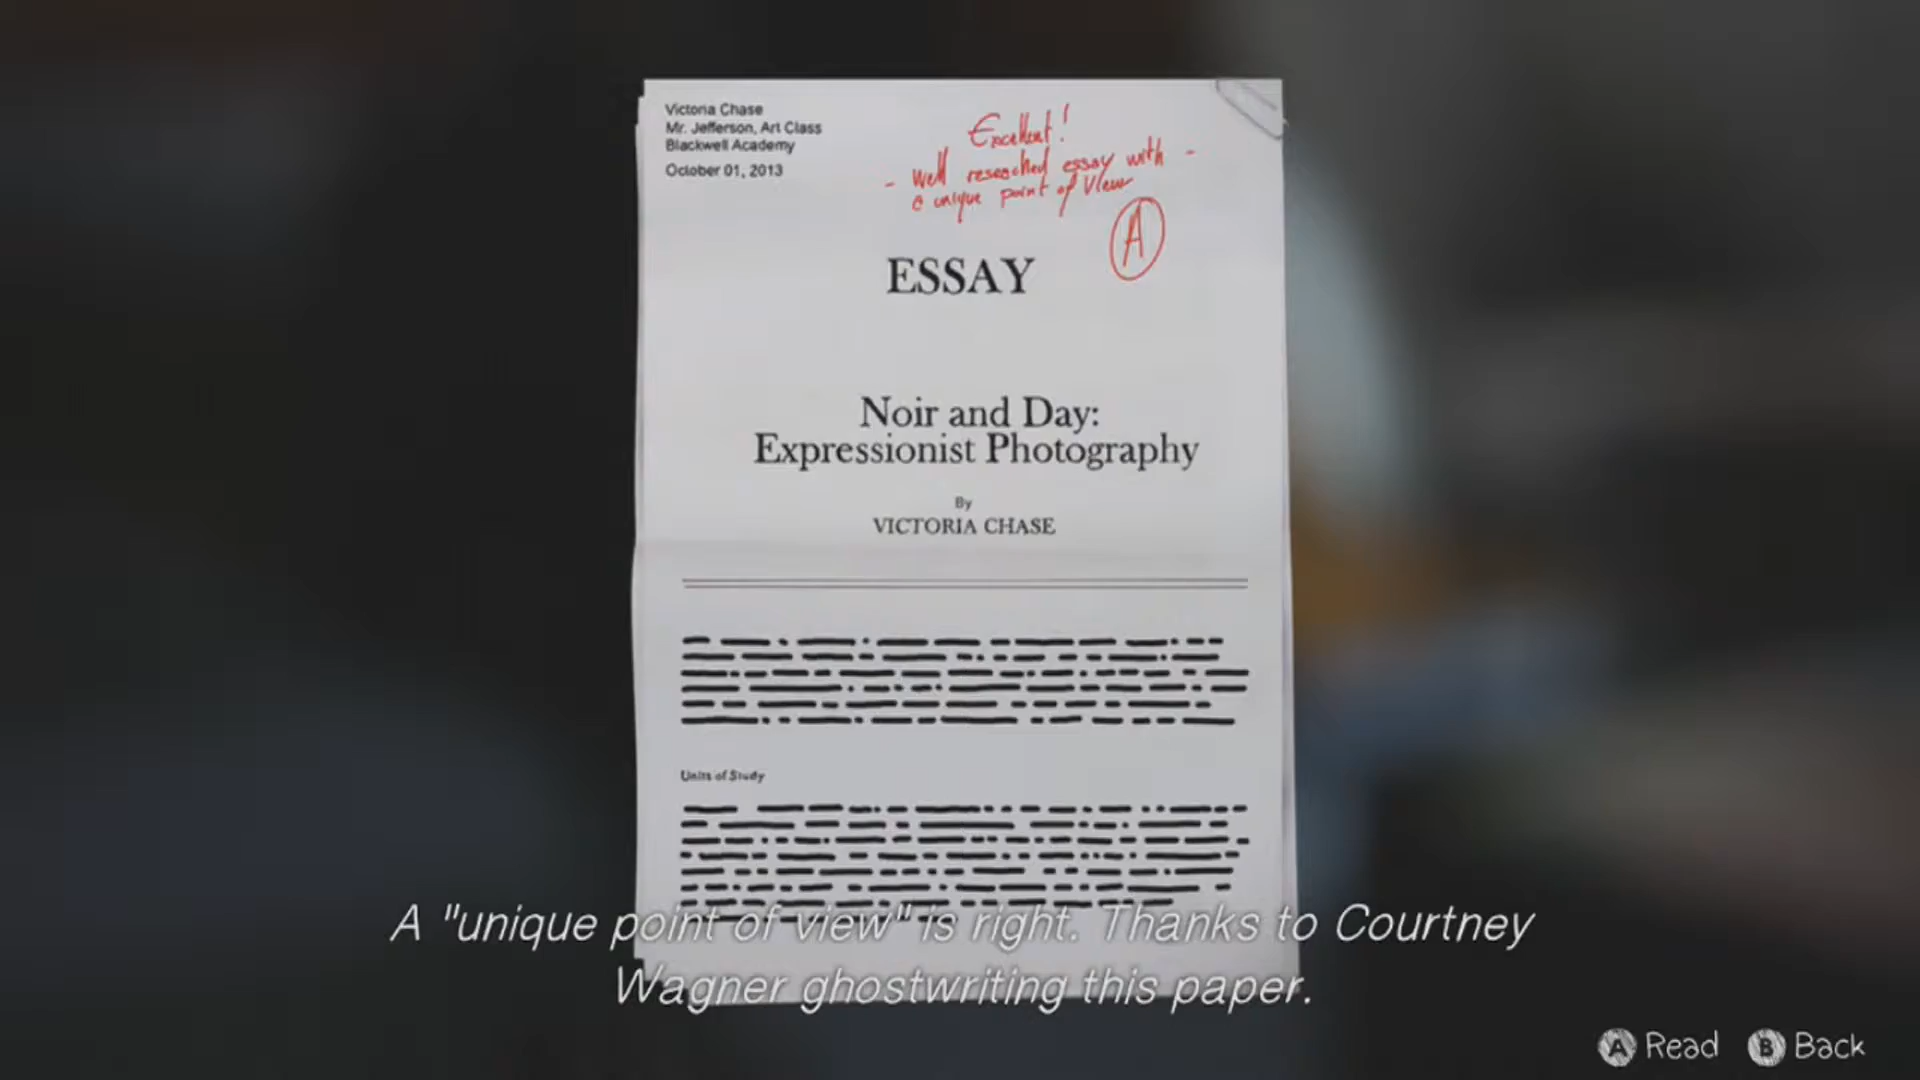 Victoria Chase
Mr. Jefferson, Art Class
Blackwell Academy
October 01, 2013
Excellent!
- Well reseached essay with -
a unique point of View
A
ESSAY
Noir and Day:
Expressionist Photography
By
VICTORIA CHASE
Units of Study
A "unique point of view" is right. Thanks to Courtney
Wagner ghostwriting this paper.
A Read B Back